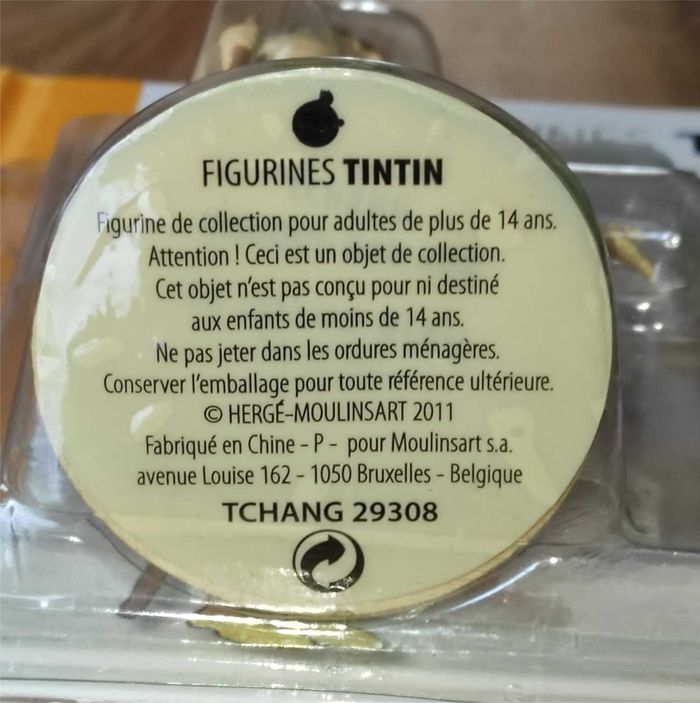 FIGURINES TINTIN
Figurine de collection pour adultes de plus de 14 ans.
Attention ! Ceci est un objet de collection.
Cet objet n'est pas conçu pour ni destiné
aux enfants de moins de 14 ans.
Ne pas jeter dans les ordures ménagères.
Conserver l'emballage pour toute référence ultérieure.
© HERGÉ-MOULINSART 2011
Fabriqué en Chine - P - pour Moulinsart s.a.
avenue Louise 162 - 1050 Bruxelles - Belgique
TCHANG 29308